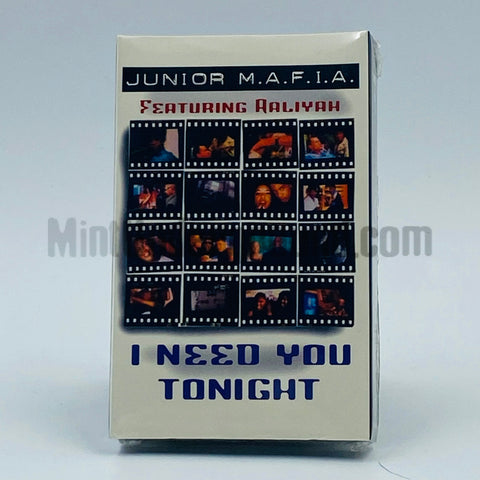 JUNIOR M.A.F.I.A.
FEATURING AALIYAH
I NEED YOU
TONIGHT